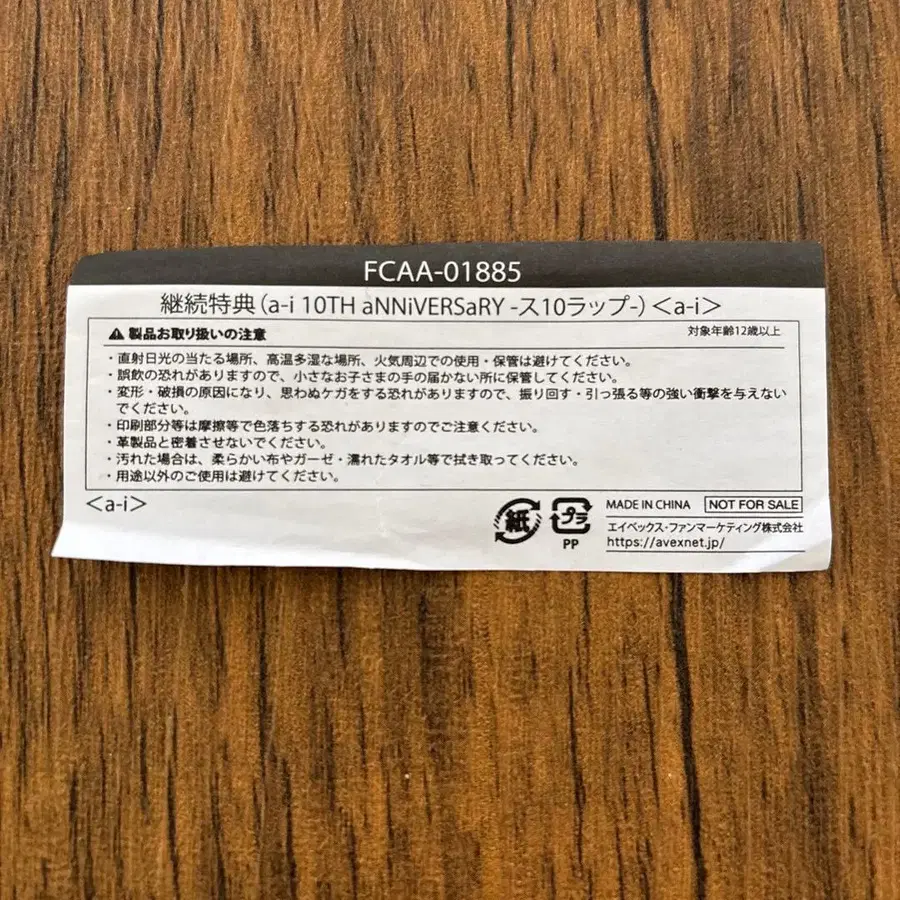 FCAA-01885
継続特典(a-i 10TH aNNiVERSaRY -ス10ラップ-)<a-i>
製品お取り扱いの注意
対象年齢12歳以上
・直射日光の当たる場所、高温多湿な場所、火気周辺での使用・保管は避けてください。
・誤飲の恐れがありますので、小さなお子さまの手の届かない所に保管してください。
・変形・破損の原因になり、思わぬケガをする恐れがありますので、振り回す・引っ張る等の強い衝撃を与えない
でください。
・印刷部分等は摩擦等で色落ちする恐れがありますのでご注意ください。
・革製品と密着させないでください。
・汚れた場合は、柔らかい布やガーゼ・濡れたタオル等で拭き取ってください。
・用途以外のご使用は避けてください。
<a-i>
紙
プラ
PP
MADE IN CHINA NOT FOR SALE
エイベックス・ファンマーケティング株式会社
https://avexnet.jp/